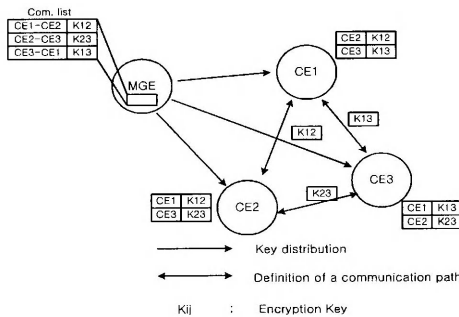 Com. list
CE1-CE2 K12
CE2-CE3 K23
CE3-CE1 K13
MGE
CE1
CE2 K12
CE3 K13
K12
K13
CE3
CE1 K13
CE2 K23
K23
CE2
CE1 K12
CE3 K23
Key distribution
Definition of a communication path
Kij : Encryption Key